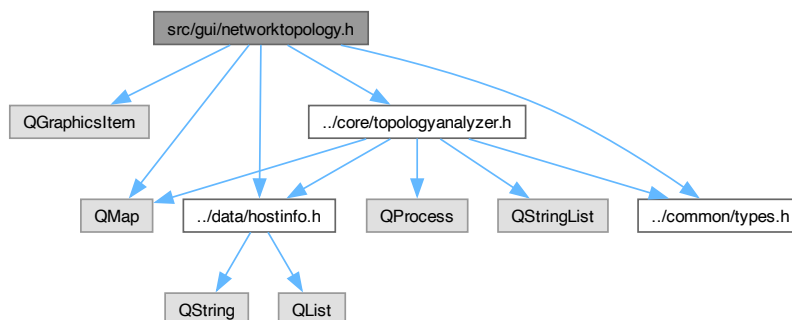 src/gui/networktopology.h
QGraphicsItem
../core/topologyanalyzer.h
QMap
../data/hostinfo.h
QProcess
QStringList
../common/types.h
QString
QList